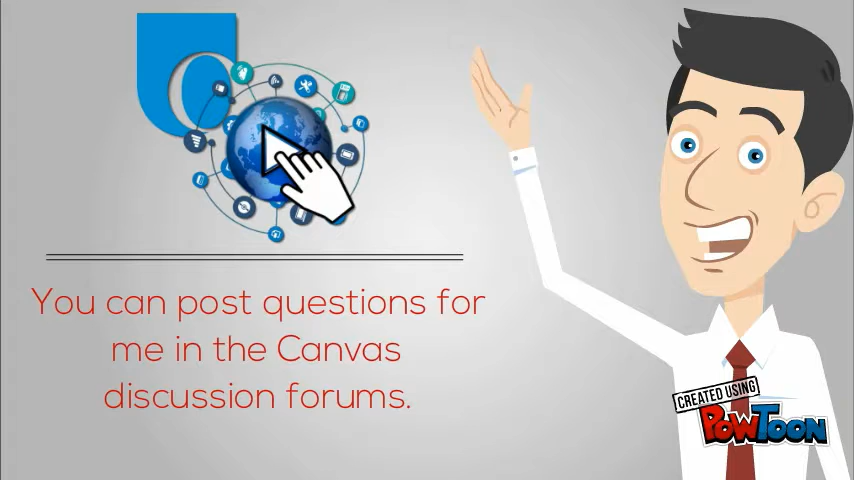 You can post questions for
me in the Canvas
discussion forums.
CREATED USING
POWTOON